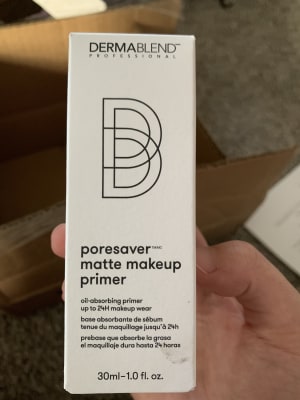 DERMABLEND™
PROFESSIONAL
poresaver
matte makeup
primer
oil-absorbing primer
up to 24H makeup wear
base absorbante de sébum
tenue du maquillage jusqu'à 24h
prebase que absorbe la grasa
el maquillaje dura hasta 24 horas
30ml-1.0 fl. oz.